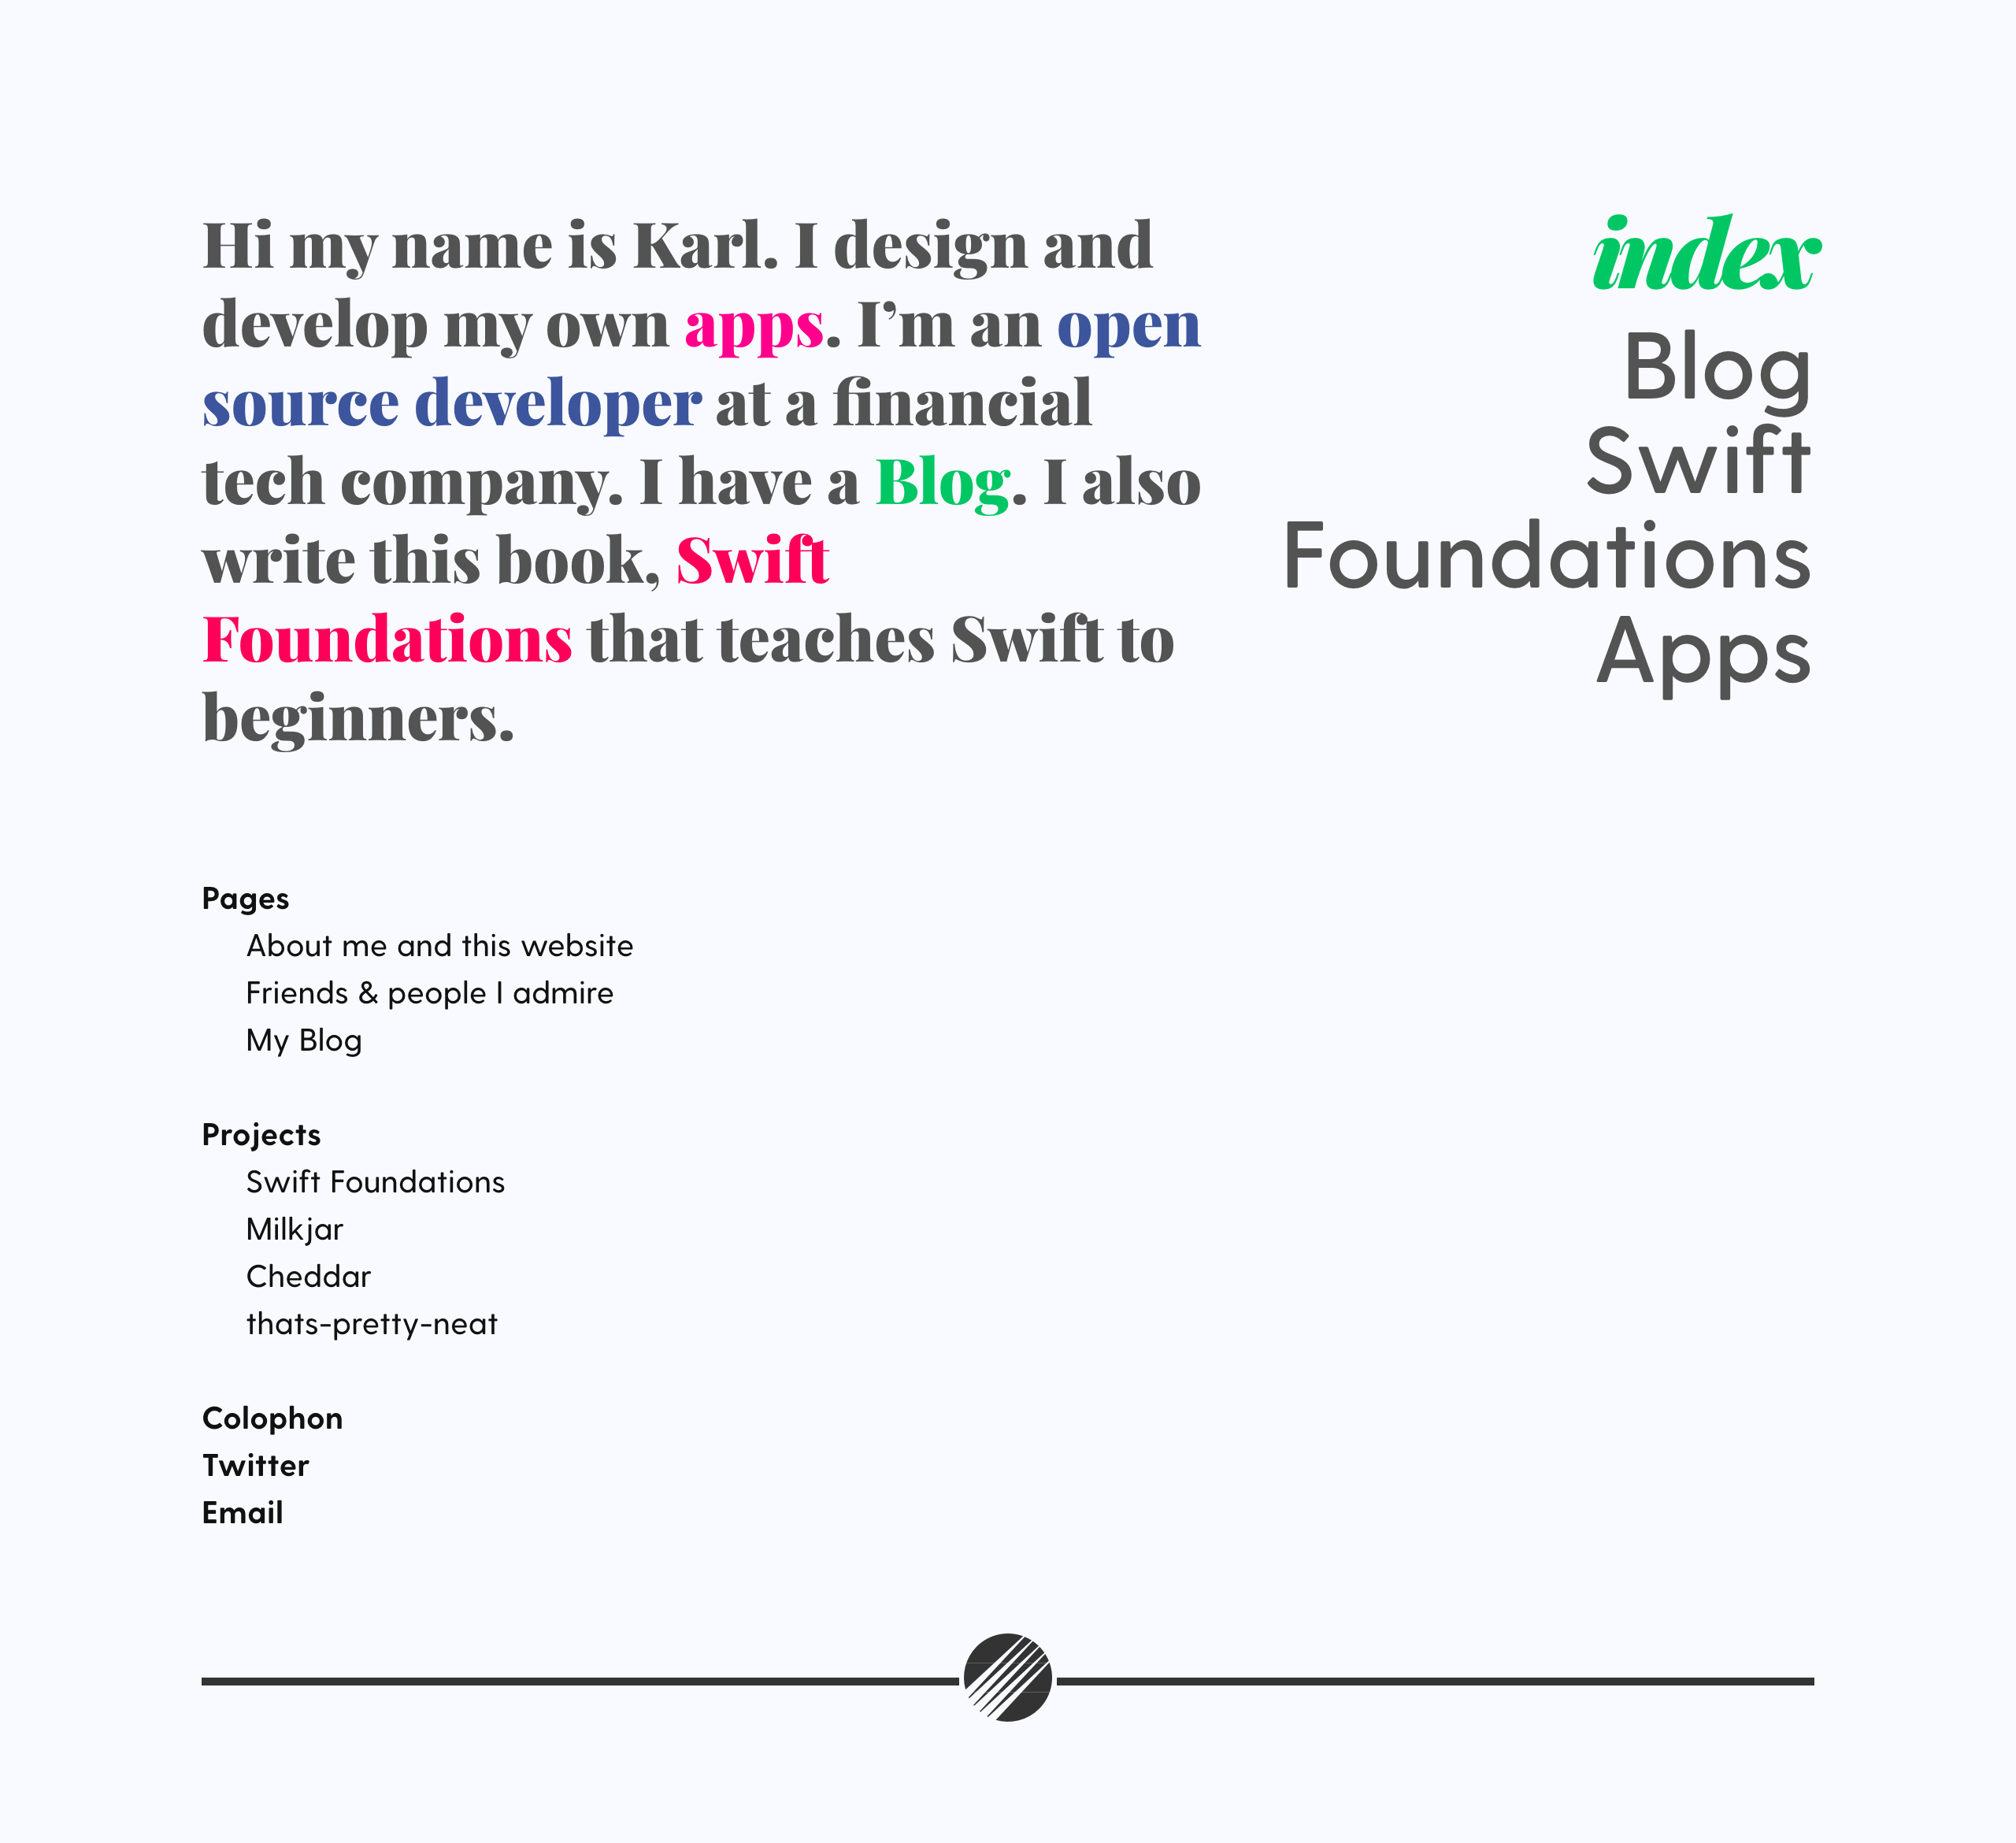 Hi my name is Karl. I design and
develop my own apps. I’m an open
source developer at a financial
tech company. I have a Blog. I also
write this book, Swift
Foundations that teaches Swift to
beginners.
index
Blog
Swift
Foundations
Apps
Pages
About me and this website
Friends & people I admire
My Blog
Projects
Swift Foundations
Milkjar
Cheddar
thats-pretty-neat
Colophon
Twitter
Email